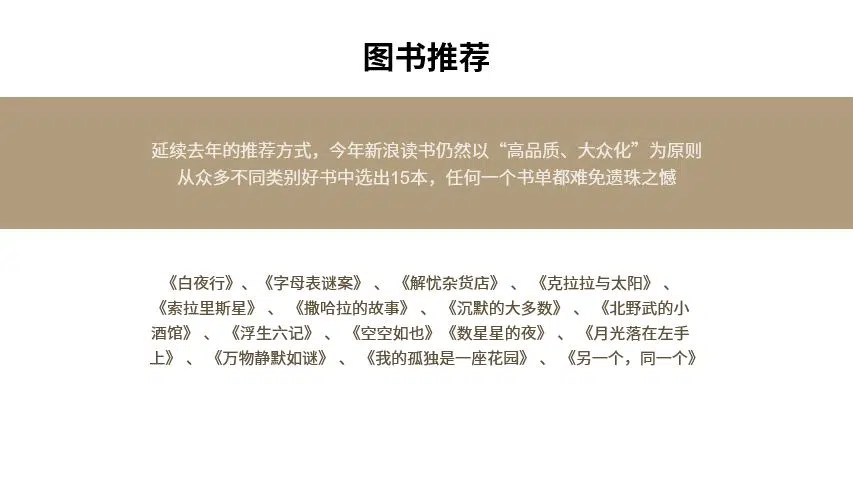 图书推荐
延续去年的推荐方式，今年新浪读书仍然以“高品质、大众化”为原则
从众多不同类别好书中选出15本，任何一个书单都难免遗珠之憾
《白夜行》、《字母表谜案》 、 《解忧杂货店》 、 《克拉拉与太阳》 、
《索拉里斯星》 、 《撒哈拉的故事》 、 《沉默的大多数》 、 《北野武的小
酒馆》 、 《浮生六记》 、 《空空如也》《数星星的夜》 、 《月光落在左手
上》 、 《万物静默如谜》 、 《我的孤独是一座花园》 、 《另一个，同一个》